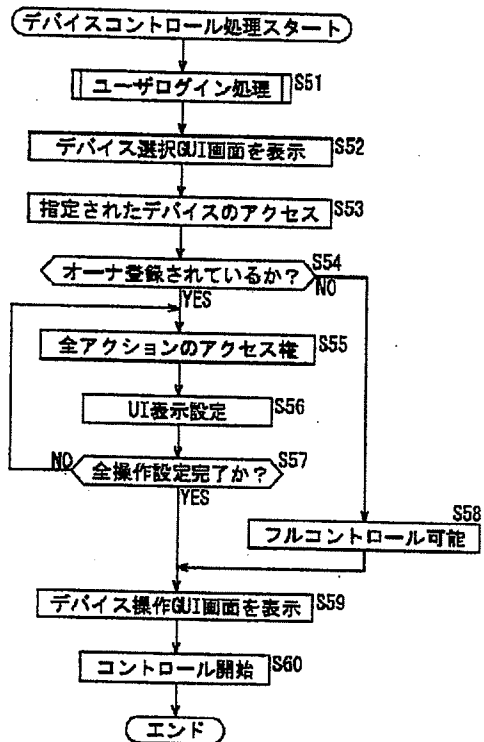 デバイスコントロール処理スタート
ユーザログイン処理 S51
デバイス選択GUI画面を表示 S52
指定されたデバイスのアクセス S53
オーナ登録されているか? S54
YES
NO
全アクションのアクセス権 S55
UI表示設定 S56
全操作設定完了か? S57
NO
YES
S58
フルコントロール可能
デバイス操作GUI画面を表示 S59
コントロール開始 S60
エンド